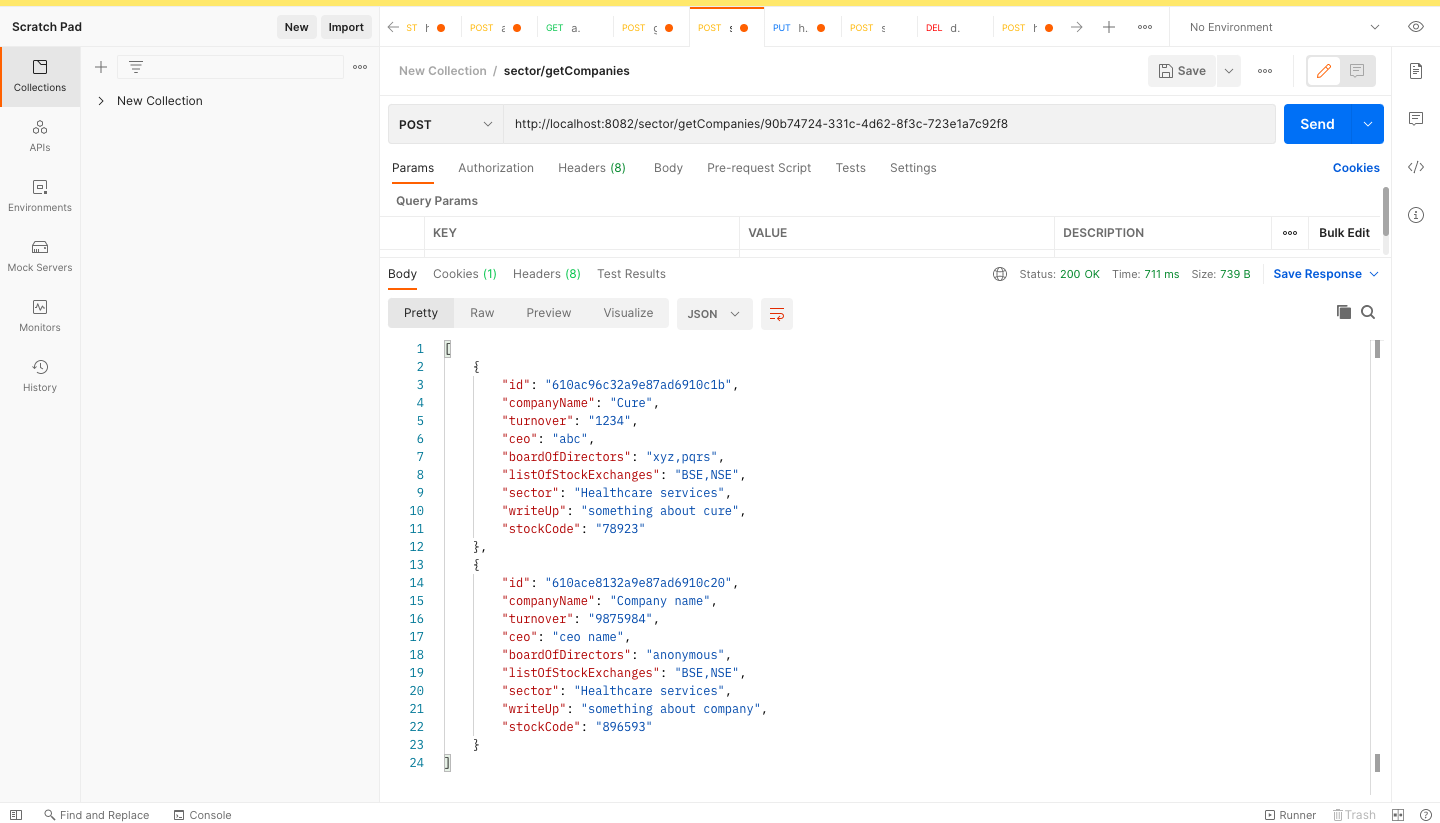 Scratch Pad New Import ST h POST a GET a. POST g POST s PUT h. POST s DEL d. POST h No Environment
Collections
APIs
Environments
Mock Servers
Monitors
History
New Collection
New Collection / sector/getCompanies Save
POST http://localhost:8082/sector/getCompanies/90b74724-331c-4d62-8f3c-723e1a7c92f8 Send
Params Authorization Headers (8) Body Pre-request Script Tests Settings Cookies
Query Params
KEY VALUE DESCRIPTION Bulk Edit
Body Cookies (1) Headers (8) Test Results Status: 200 OK Time: 711 ms Size: 739 B Save Response
Pretty Raw Preview Visualize JSON
1 [
2 {
3 "id": "610ac96c32a9e87ad6910c1b",
4 "companyName": "Cure",
5 "turnover": "1234",
6 "ceo": "abc",
7 "boardOfDirectors": "xyz,pqrs",
8 "listOfStockExchanges": "BSE,NSE",
9 "sector": "Healthcare services",
10 "writeUp": "something about cure",
11 "stockCode": "78923"
12 },
13 {
14 "id": "610ace8132a9e87ad6910c20",
15 "companyName": "Company name",
16 "turnover": "9875984",
17 "ceo": "ceo name",
18 "boardOfDirectors": "anonymous",
19 "listOfStockExchanges": "BSE,NSE",
20 "sector": "Healthcare services",
21 "writeUp": "something about company",
22 "stockCode": "896593"
23 }
24 ]
Find and Replace Console Runner Trash